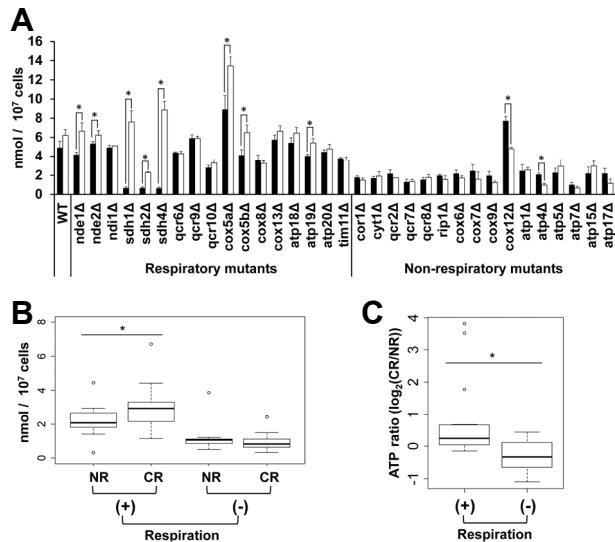 A
nmol / 10⁷ cells
16
14
12
10
8
6
4
2
0
* * * * * * * * * *
WT
nde1Δ
nde2Δ
ndi1Δ
sdh1Δ
sdh2Δ
sdh4Δ
qcr6Δ
qcr9Δ
qcr10Δ
cox5aΔ
cox5bΔ
cox8Δ
cox13Δ
atp18Δ
atp19Δ
atp20Δ
tim11Δ
cor1Δ
cyt1Δ
qcr2Δ
qcr7Δ
qcr8Δ
rip1Δ
cox6Δ
cox7Δ
cox9Δ
cox12Δ
atp1Δ
atp4Δ
atp5Δ
atp7Δ
atp15Δ
atp17Δ
Respiratory mutants
Non-respiratory mutants
B
nmol / 10⁷ cells
8
6
4
2
0
*
NR CR NR CR
(+) (-)
Respiration
C
ATP ratio (log₂(CR/NR))
4
3
2
1
0
-1
*
(+) (-)
Respiration